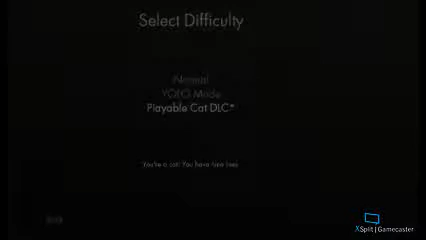 Select Difficulty
Normal
YOLO Mode
Playable Cat DLC*
You're a cat! You have nine lives
XSplit | Gamecaster